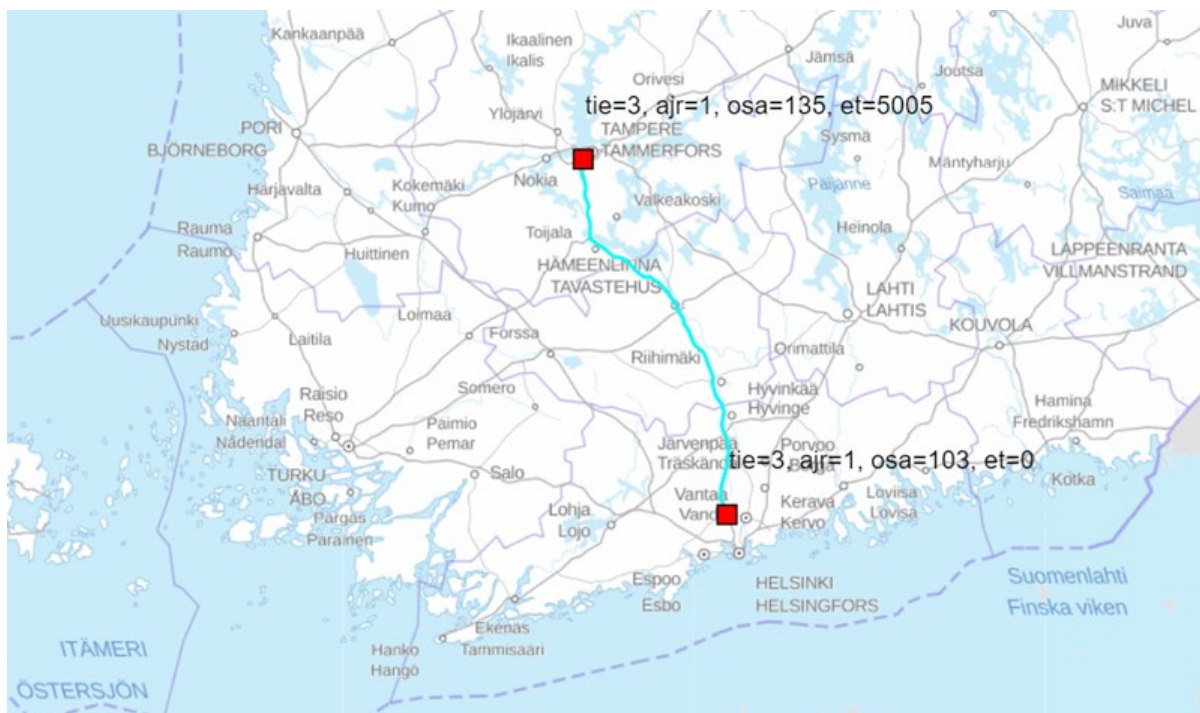 Kankaanpää
Ikaalinen
Ikalis
Jämsä
Juva
Joutsa
Orivesi
MIKKELI
S:T MICHEL
tie=3, ajr=1, osa=135, et=5005
Ylöjärvi
TAMPERE
TAMMERFORS
Sysmä
PORI
BJÖRNEBORG
Mäntyharju
Nokia
Harjavalta
Kokemäki
Kumo
Valkeakoski
Päijänne
Saimaa
Rauma
Raumo
Toijala
Heinola
Huittinen
HÄMEENLINNA
TAVASTEHUS
LAPPEENRANTA
VILLMANSTRAND
LAHTI
LAHTIS
Uusikaupunki
Nystad
Loimaa
Forssa
KOUVOLA
Laitila
Riihimäki
Orimattila
Somero
Hyvinkää
Hyvinge
Raisio
Reso
Hamina
Fredrikshamn
Naantali
Nådendal
Paimio
Pemar
Järvenpää
Träskända
Porvoo
tie=3, ajr=1, osa=103, et=0
TURKU
ÅBO
Salo
Kotka
Pargas
Parainen
Lohja
Lojo
Vantaa
Kerava
Kervo
Loviisa
Lovisa
Espoo
Esbo
HELSINKI
HELSINGFORS
Suomenlahti
Finska viken
Ekenäs
Tammisaari
Hanko
Hangö
ITÄMERI
ÖSTERSJÖN